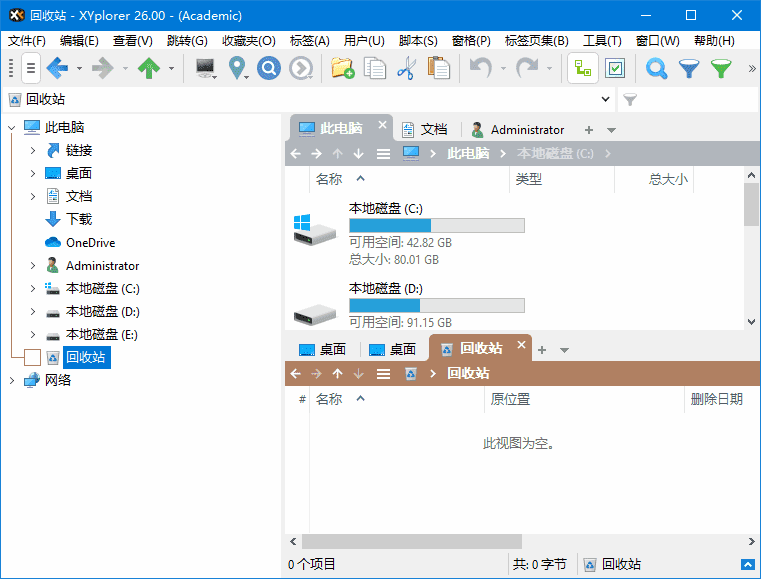 回收站 - XYplorer 26.00 - (Academic)
文件(F) 编辑(E) 查看(V) 跳转(G) 收藏夹(O) 标签(A) 用户(U) 脚本(S) 窗格(P) 标签页集(B) 工具(T) 窗口(W) 帮助(H)
回收站
此电脑
链接
桌面
文档
下载
OneDrive
Administrator
本地磁盘 (C:)
本地磁盘 (D:)
本地磁盘 (E:)
回收站
网络
此电脑 文档 Administrator
此电脑 本地磁盘 (C:)
名称 类型 总大小
本地磁盘 (C:)
可用空间: 42.82 GB
总大小: 80.01 GB
本地磁盘 (D:)
可用空间: 91.15 GB
桌面 桌面 回收站
回收站
# 名称 原位置 删除日期
此视图为空。
0 个项目 共: 0 字节 回收站